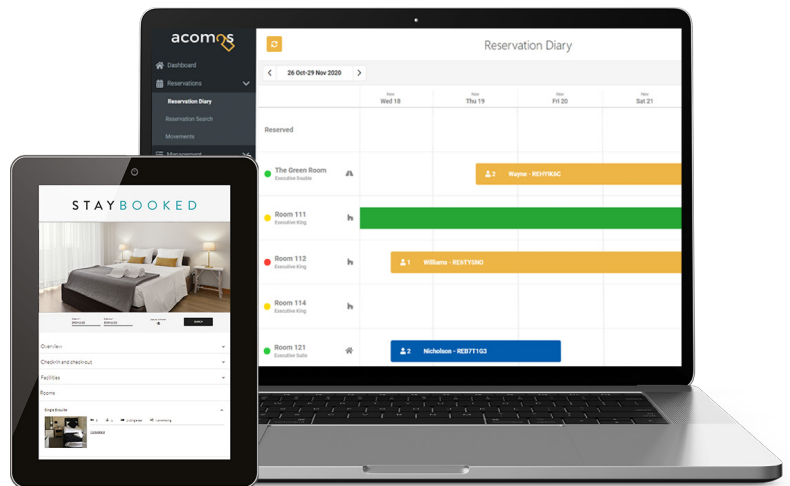 acomos
Reservation Diary
Dashboard
Reservations
26 Oct-29 Nov 2020
Reservation Diary
Nov
Wed 18
Nov
Thu 19
Nov
Fri 20
Nov
Sat 21
Reservation Search
Movements
Reserved
Management
The Green Room
Executive Double
2 Wayne - REHYIK6C
Room 111
Executive King
Room 112
Executive King
1 Williams - RE6TYSNO
Room 114
Executive King
Room 121
Executive Suite
2 Nicholson - REB7T1G3
STAYBOOKED
Overview
Check in and check out
Facilities
Rooms
Single Ensuite